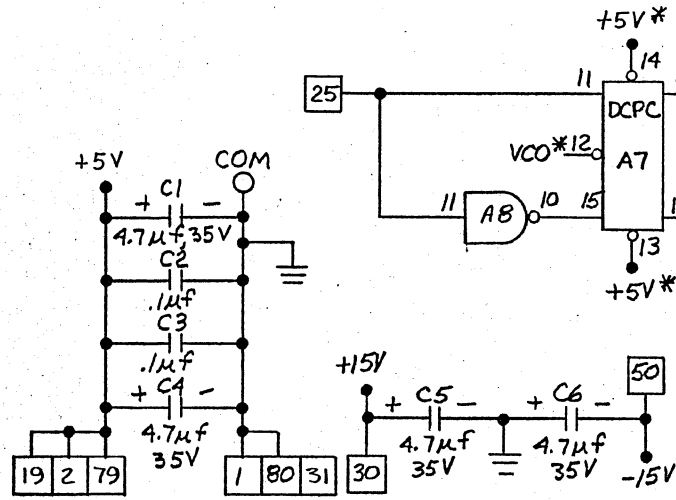 +5V*
14
11
25
DCPC
VCO* 12
A7
11
A8
10
15
13
+5V*
+5V
COM
C1
+ -
4.7μf, 35V
C2
.1μf
C3
.1μf
C4
+ -
4.7μf
35V
19 2 79
1 80 31
+15V
50
+ C5 -
+ C6 -
4.7μf
35V
4.7μf
35V
30
-15V